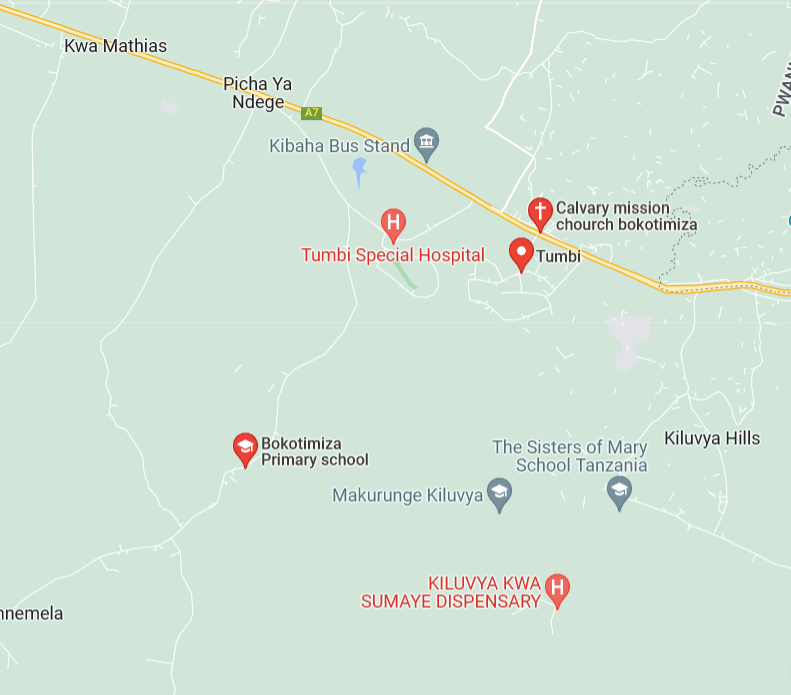 Kwa Mathias
Picha Ya
Ndege
A7
PWANI
Kibaha Bus Stand
Calvary mission
chourch bokotimiza
Tumbi Special Hospital
Tumbi
Bokotimiza
Primary school
Kiluvya Hills
The Sisters of Mary
School Tanzania
Makurunge Kiluvya
KILUVYA KWA
SUMAYE DISPENSARY
nnemela